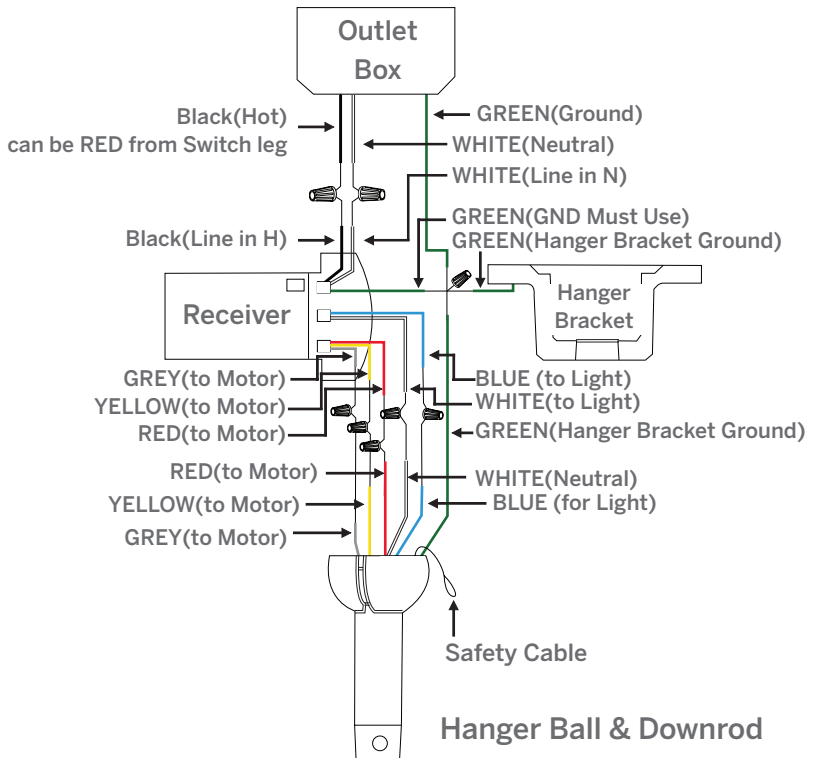 Outlet
Box
Black(Hot)
can be RED from Switch leg
GREEN(Ground)
WHITE(Neutral)
WHITE(Line in N)
GREEN(GND Must Use)
Black(Line in H)
GREEN(Hanger Bracket Ground)
Receiver
Hanger
Bracket
GREY(to Motor)
BLUE (to Light)
YELLOW(to Motor)
WHITE(to Light)
RED(to Motor)
GREEN(Hanger Bracket Ground)
RED(to Motor)
WHITE(Neutral)
YELLOW(to Motor)
BLUE (for Light)
GREY(to Motor)
Safety Cable
Hanger Ball & Downrod